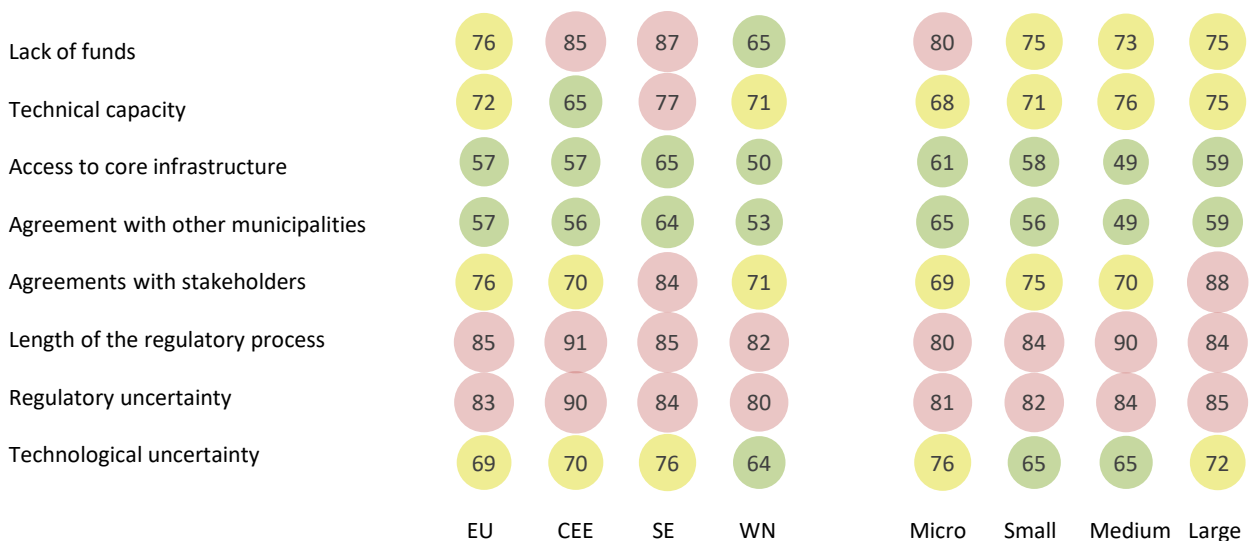 Lack of funds 76 85 87 65 80 75 73 75
Technical capacity 72 65 77 71 68 71 76 75
Access to core infrastructure 57 57 65 50 61 58 49 59
Agreement with other municipalities 57 56 64 53 65 56 49 59
Agreements with stakeholders 76 70 84 71 69 75 70 88
Length of the regulatory process 85 91 85 82 80 84 90 84
Regulatory uncertainty 83 90 84 80 81 82 84 85
Technological uncertainty 69 70 76 64 76 65 65 72
EU CEE SE WN Micro Small Medium Large